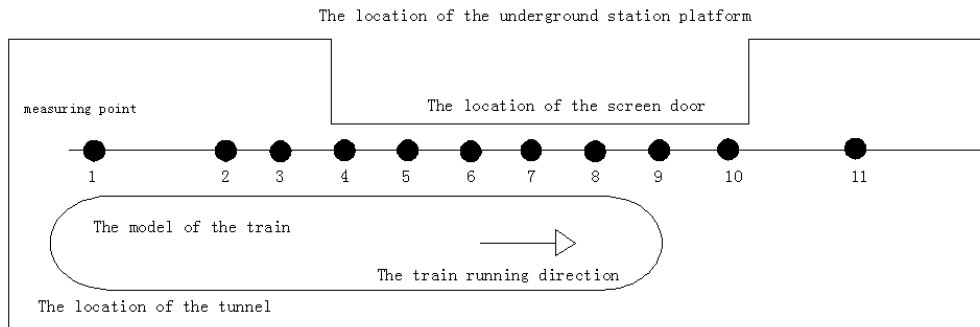 The location of the underground station platform
measuring point
The location of the screen door
1 2 3 4 5 6 7 8 9 10 11
The model of the train
The train running direction
The location of the tunnel